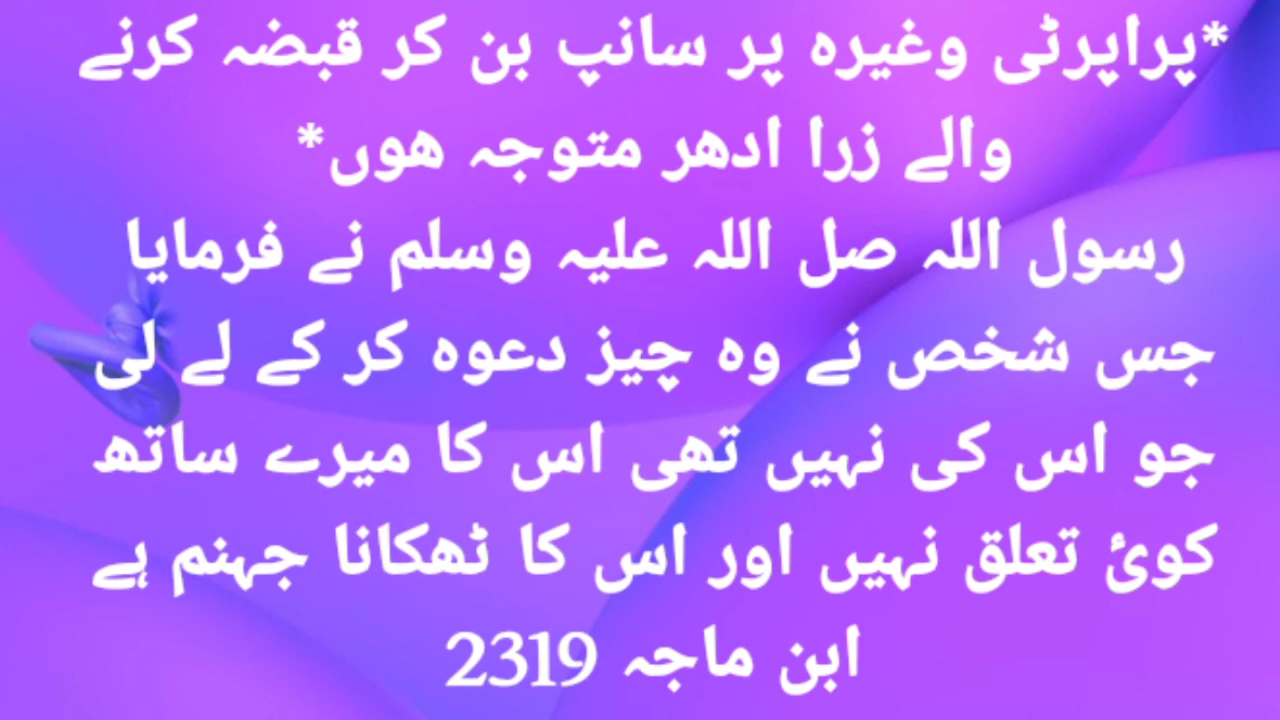 *پراپرٹی وغیرہ پر سانپ بن کر قبضہ کرنے
والے زرا ادھر متوجہ ھوں*
رسول اللہ صل اللہ علیہ وسلم نے فرمایا
جس شخص نے وہ چیز دعوہ کر کے لے لی
جو اس کی نہیں تھی اس کا میرے ساتھ
کوئ تعلق نہیں اور اس کا ٹھکانا جہنم ہے
ابن ماجہ 2319